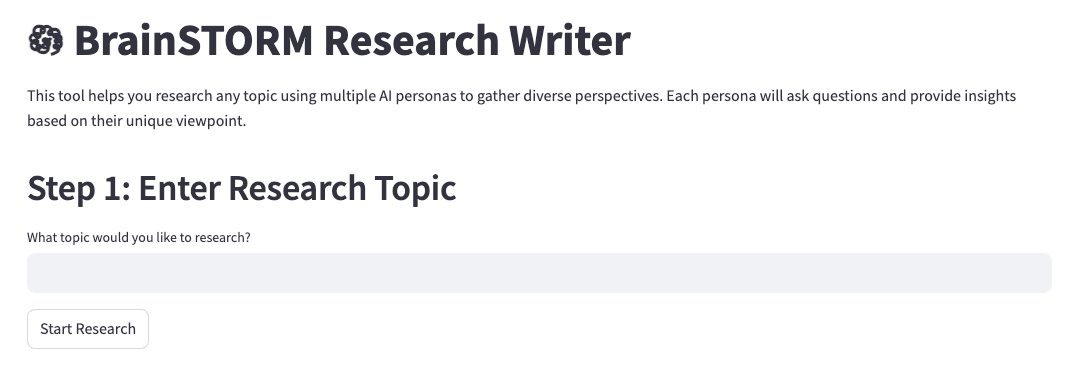 BrainSTORM Research Writer
This tool helps you research any topic using multiple AI personas to gather diverse perspectives. Each persona will ask questions and provide insights
based on their unique viewpoint.
Step 1: Enter Research Topic
What topic would you like to research?
Start Research